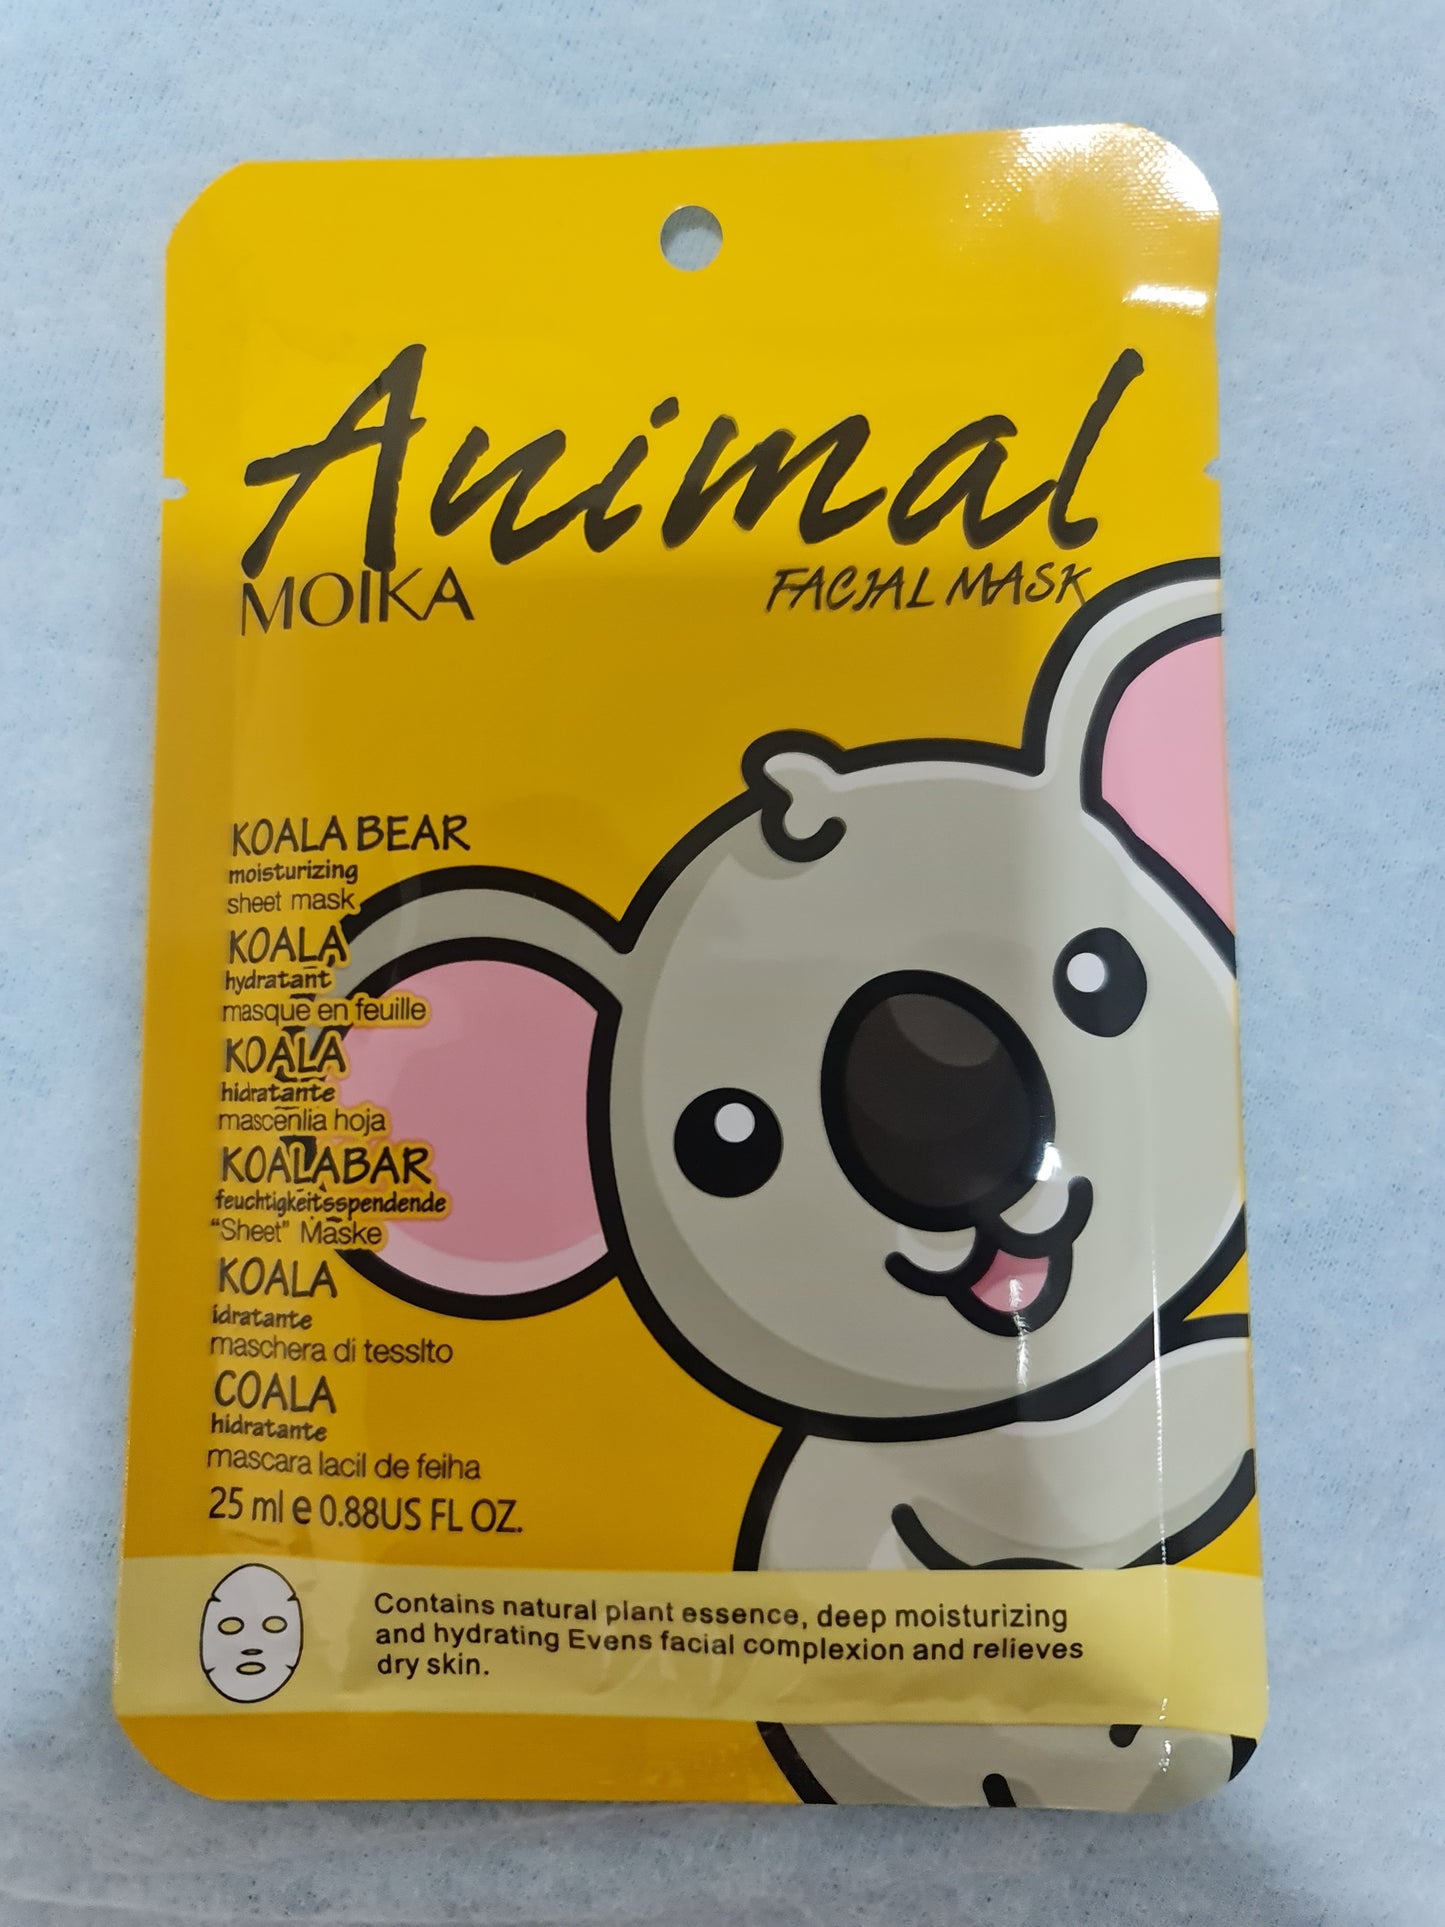 Animal
MOIKA
FACIAL MASK
KOALA BEAR
moisturizing
sheet mask
KOALA
hydratant
masque en feuille
KOALA
hidratante
mascenlia hoja
KOALABAR
feuchtigkeitsspendende
"Sheet" Maske
KOALA
idratante
maschera di tesslto
COALA
hidratante
mascara lacil de feiha
25 ml e 0.88US FL OZ.
Contains natural plant essence, deep moisturizing
and hydrating Evens facial complexion and relieves
dry skin.